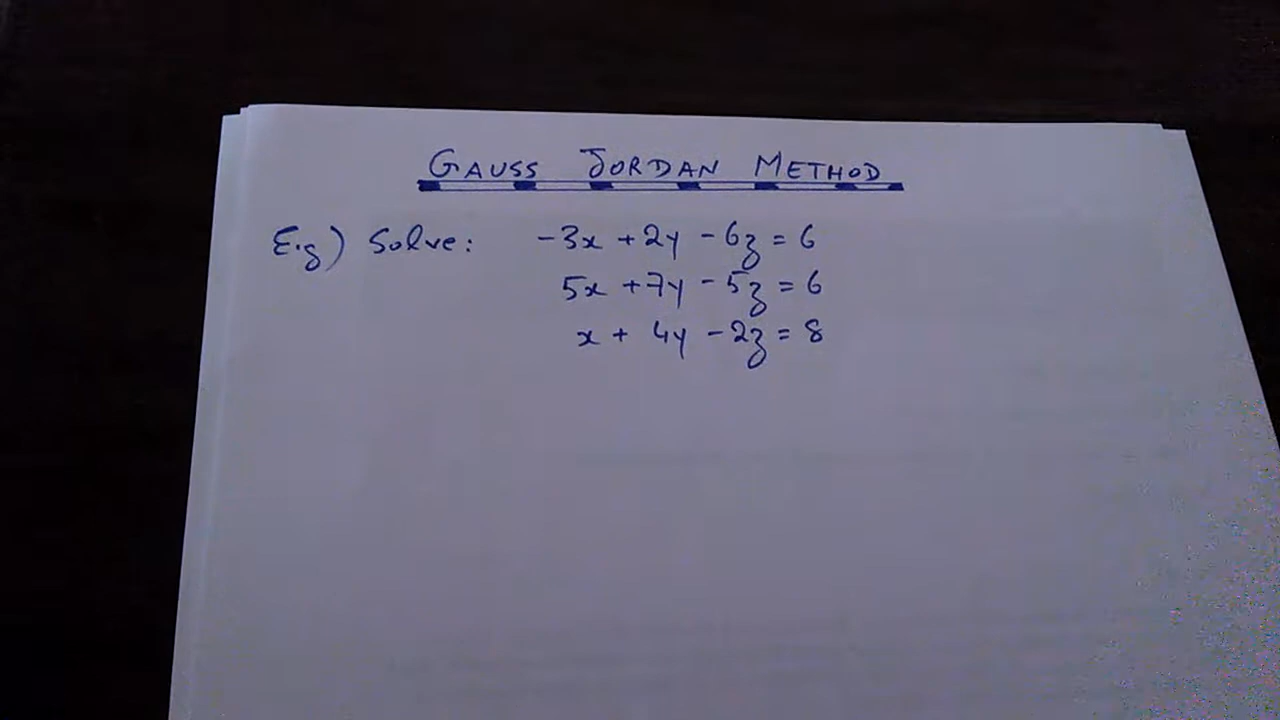 GAUSS JORDAN METHOD
E.g) Solve: -3x + 2y - 6z = 6
5x + 7y - 5z = 6
x + 4y - 2z = 8